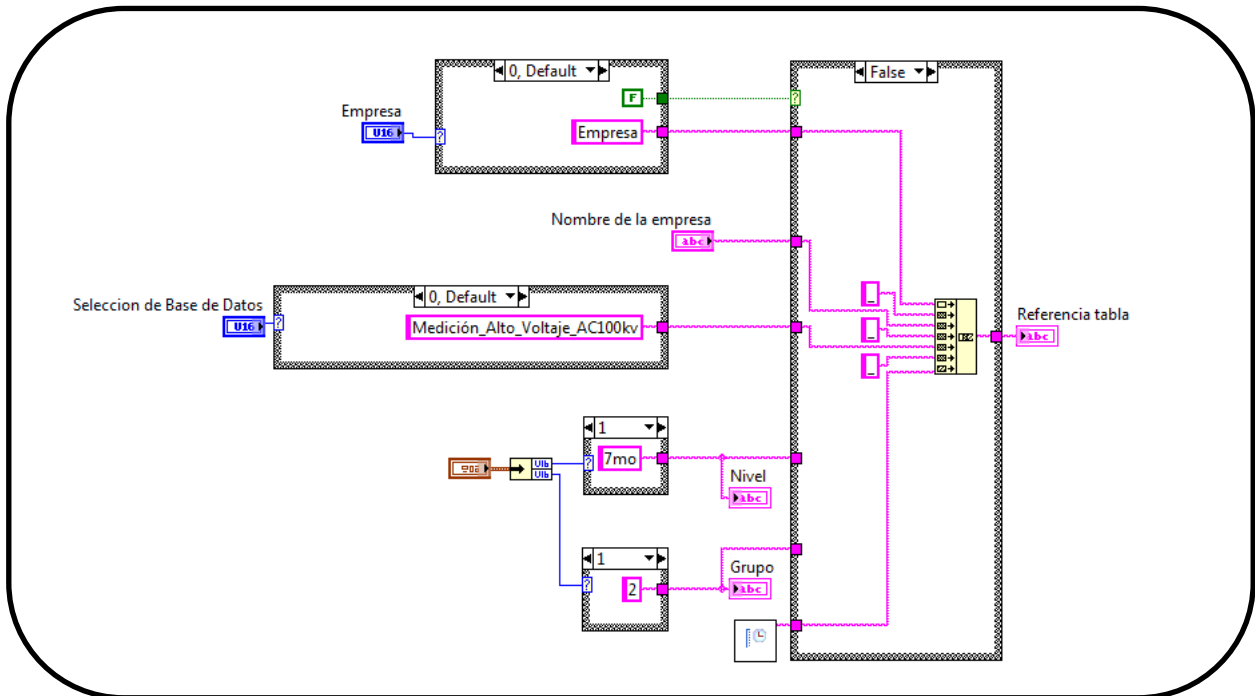 0, Default
False
F
Empresa
U16
?
?
Empresa
Nombre de la empresa
abc
0, Default
Seleccion de Base de Datos
U16
?
Medición_Alto_Voltaje_AC100kv
_
_
_
Referencia tabla
abc
1
?
7mo
Nivel
abc
1
?
2
Grupo
abc